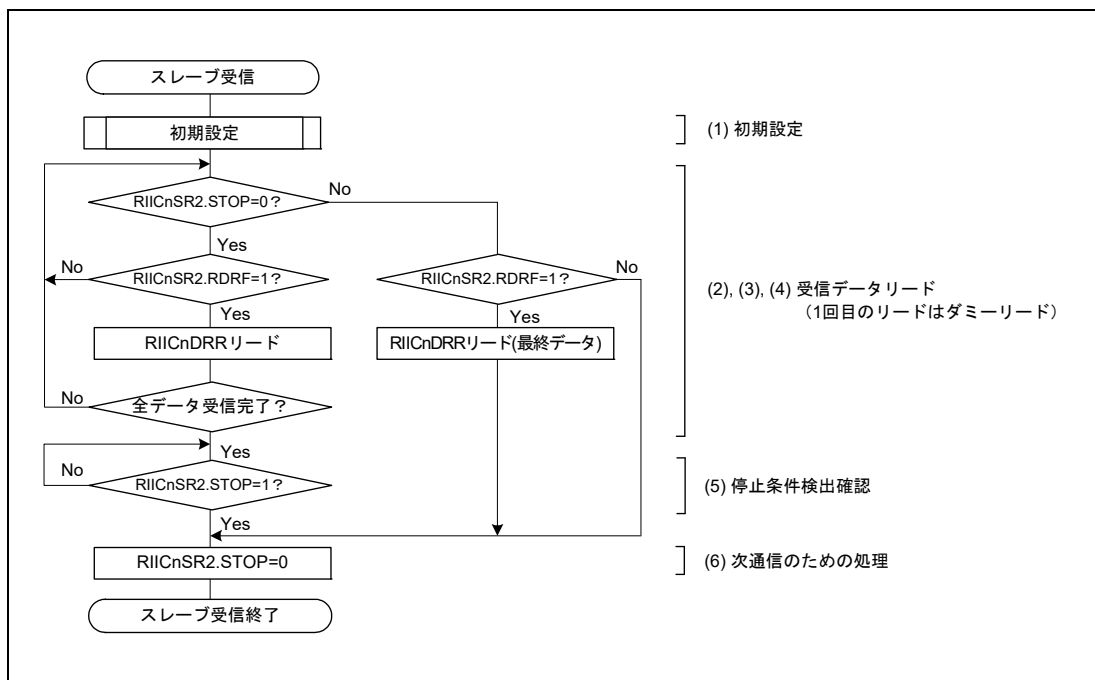 スレーブ受信
初期設定
(1) 初期設定
No
RIICnSR2.STOP=0？
Yes
No
RIICnSR2.RDRF=1？
RIICnSR2.RDRF=1？
No
(2), (3), (4) 受信データリード
（1回目のリードはダミーリード）
Yes
Yes
RIICnDRRリード
RIICnDRRリード(最終データ)
No
全データ受信完了？
Yes
No
RIICnSR2.STOP=1？
(5) 停止条件検出確認
Yes
RIICnSR2.STOP=0
(6) 次通信のための処理
スレーブ受信終了